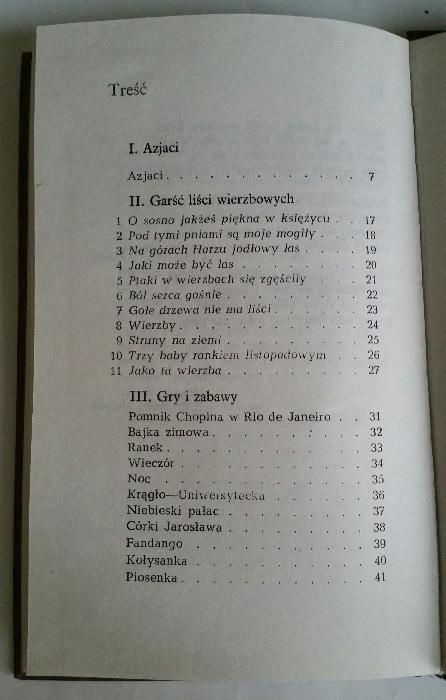 Treść
I. Azjaci
Azjaci . . . . . . . . . . . . . 7
II. Garść liści wierzbowych
1 O sosno jakżeś piękna w księżycu . . 17
2 Pod tymi pniami są moje mogiły . . . 18
3 Na górach Harzu jodłowy las . . . . 19
4 Jaki może być las . . . . . . . . 20
5 Ptaki w wierzbach się zgęściły . . . . 21
6 Ból serca gaśnie . . . . . . . . . 22
7 Gołe drzewa nie ma liści . . . . . . 23
8 Wierzby . . . . . . . . . . . . 24
9 Struny na ziemi . . . . . . . . . 25
10 Trzy baby rankiem listopadowym . . 26
11 Jako ta wierzba . . . . . . . . . 27
III. Gry i zabawy
Pomnik Chopina w Rio de Janeiro . . 31
Bajka zimowa . . . . . . . . . . 32
Ranek . . . . . . . . . . . . . 33
Wieczór . . . . . . . . . . . . 34
Noc . . . . . . . . . . . . . 35
Krągło—Uniwersytecka . . . . . . . 36
Niebieski pałac . . . . . . . . . 37
Córki Jarosława . . . . . . . . . 38
Fandango . . . . . . . . . . . 39
Kołysanka . . . . . . . . . . . 40
Piosenka . . . . . . . . . . . . 41